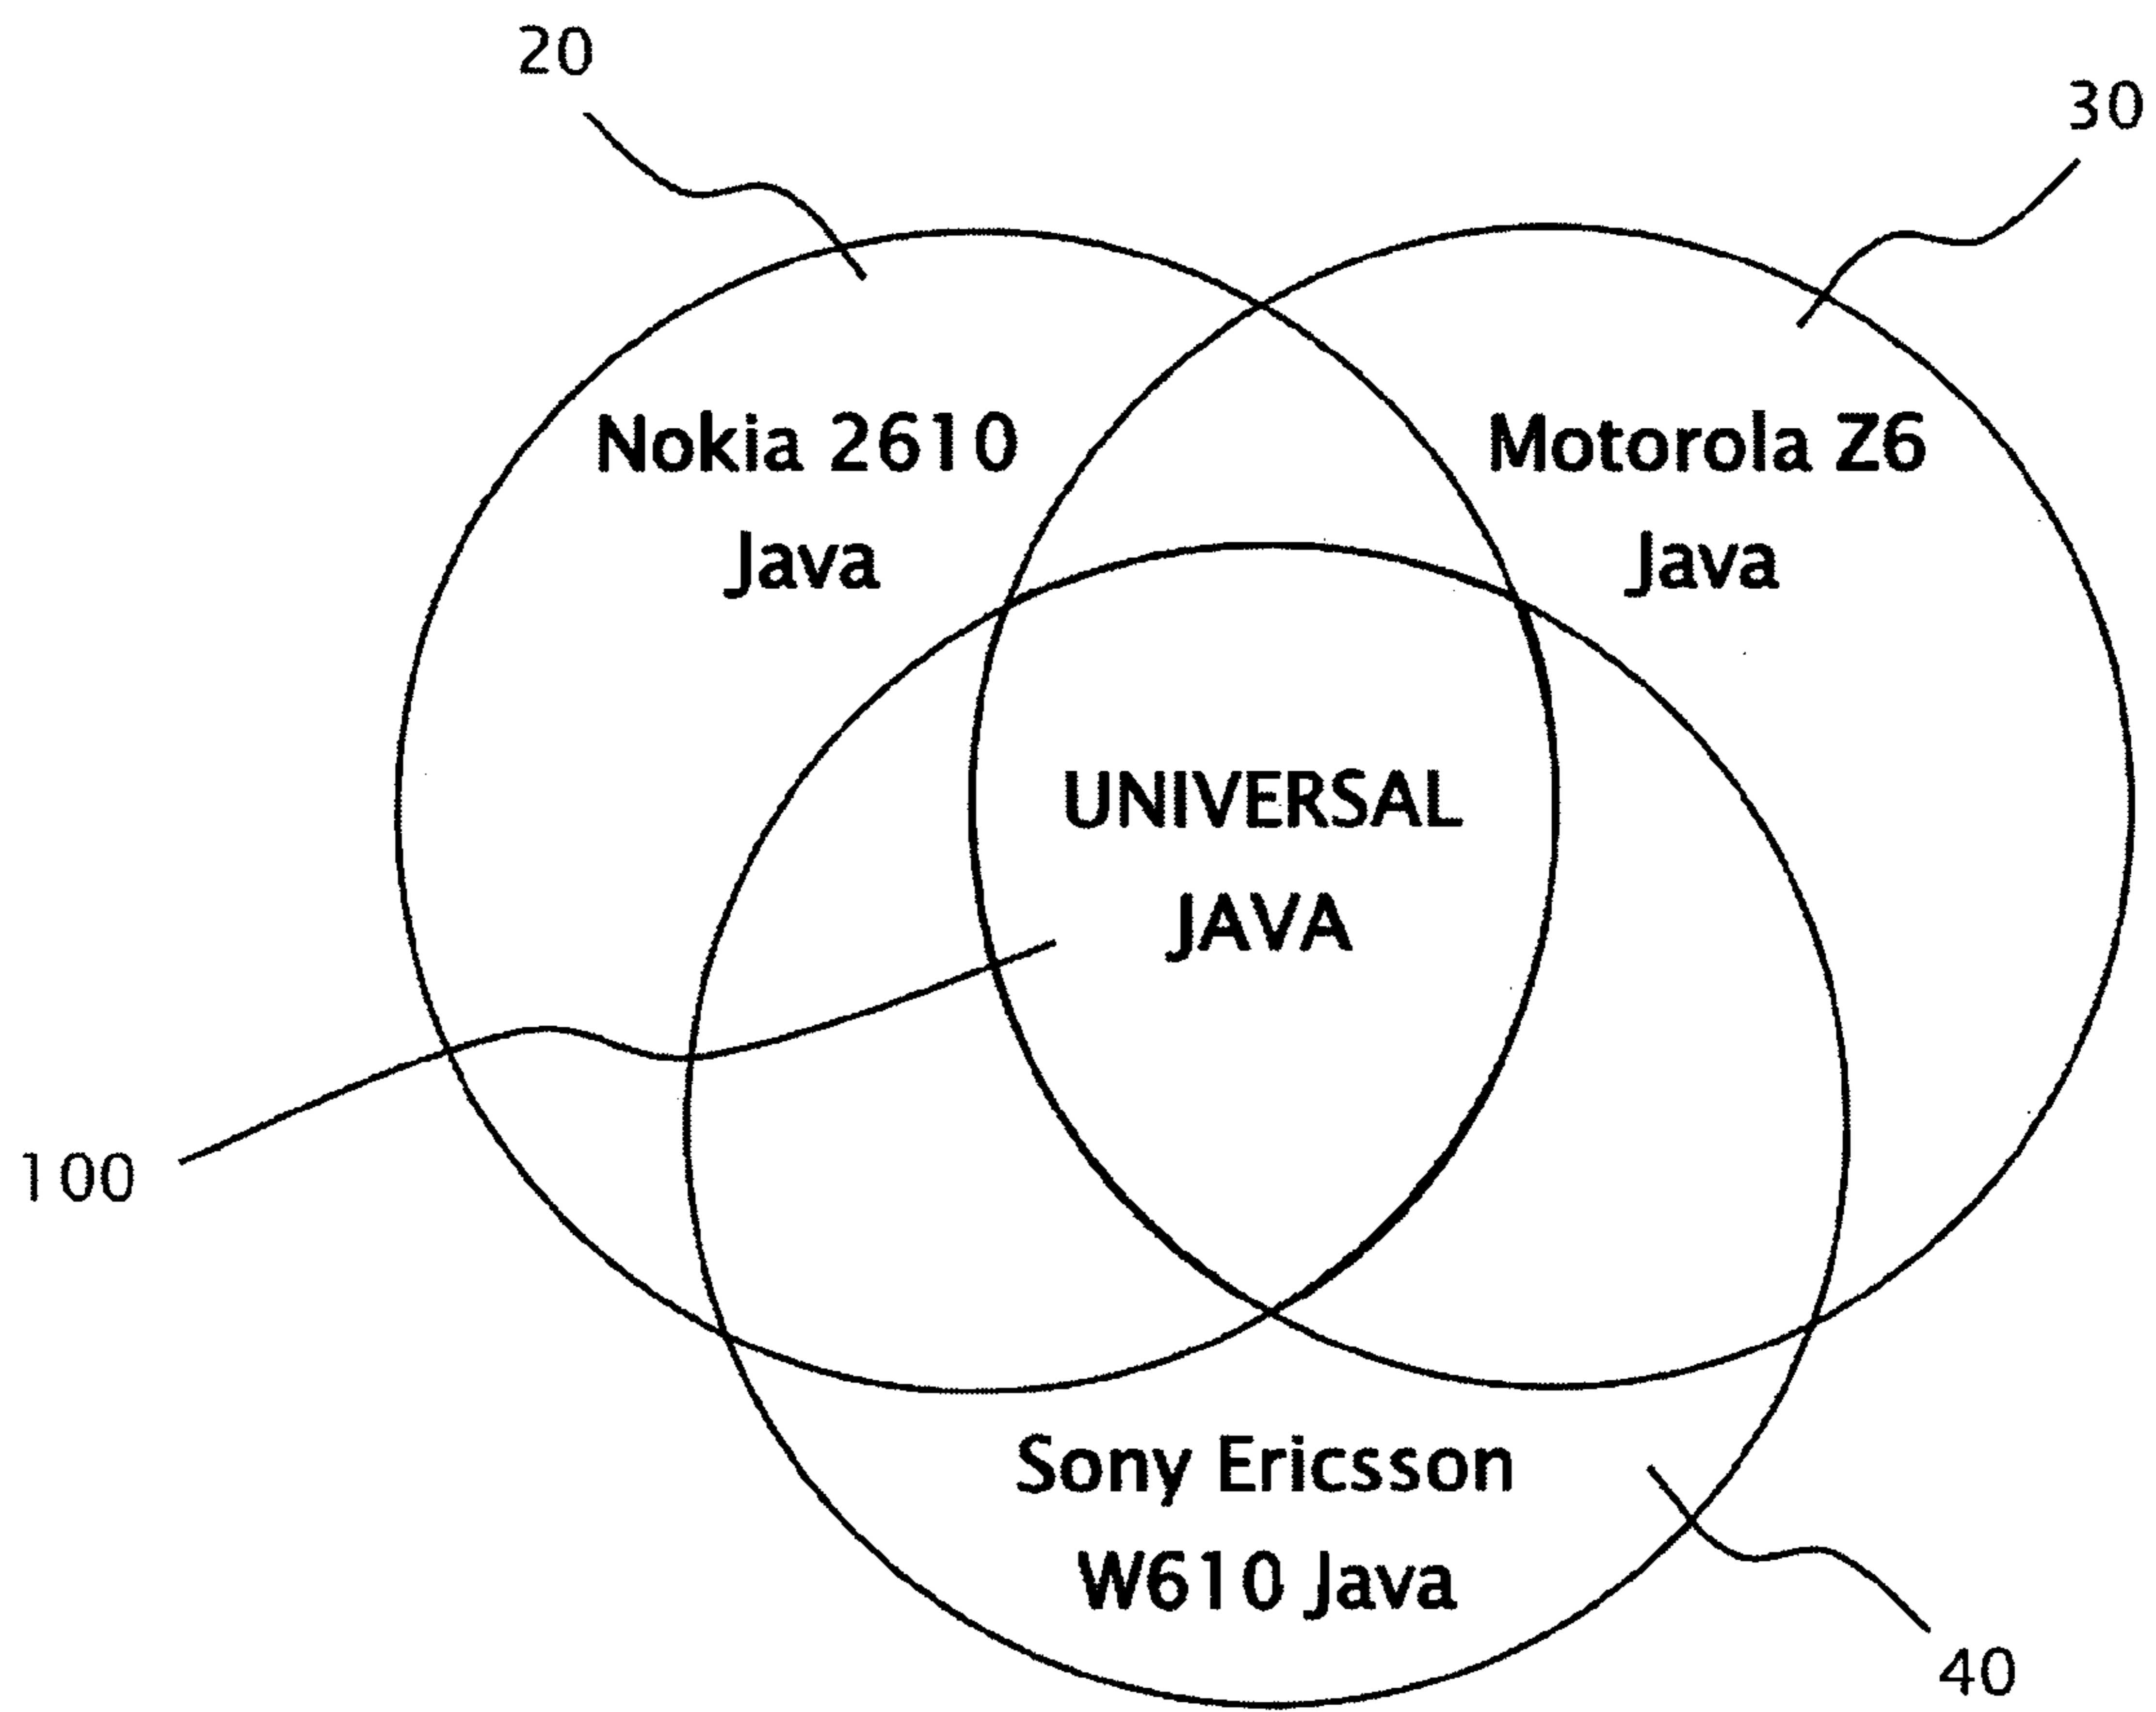 20
30
Nokia 2610
Java
Motorola Z6
Java
UNIVERSAL
JAVA
100
Sony Ericsson
W610 Java
40